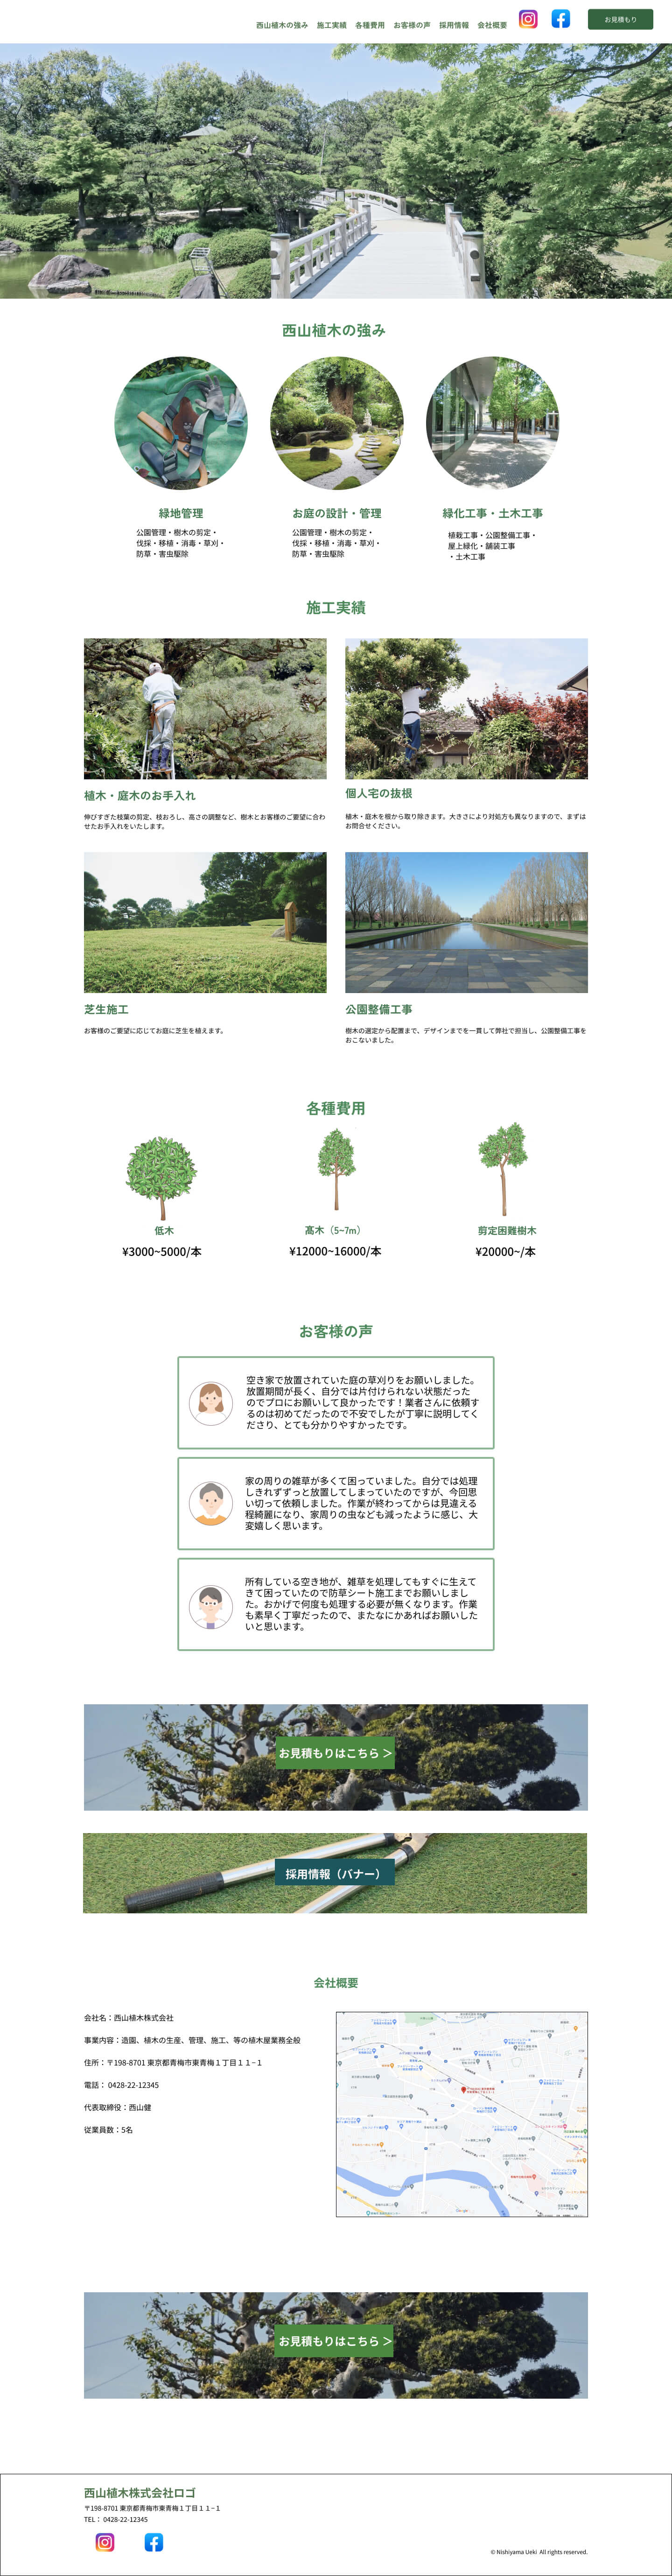 西山植木の強み 施工実績 各種費用 お客様の声 採用情報 会社概要 お見積もり
西山植木の強み
緑地管理
公園管理・樹木の剪定・
伐採・移植・消毒・草刈・
防草・害虫駆除
お庭の設計・管理
公園管理・樹木の剪定・
伐採・移植・消毒・草刈・
防草・害虫駆除
緑化工事・土木工事
植栽工事・公園整備工事・
屋上緑化・舗装工事
・土木工事
施工実績
植木・庭木のお手入れ
伸びすぎた枝葉の剪定、枝おろし、高さの調整など、樹木とお客様のご要望に合わ
せたお手入れをいたします。
個人宅の抜根
植木・庭木を根から取り除きます。大きさにより対処方も異なりますので、まずは
お問合せください。
芝生施工
お客様のご要望に応じてお庭に芝生を植えます。
公園整備工事
樹木の選定から配置まで、デザインまでを一貫して弊社で担当し、公園整備工事を
おこないました。
各種費用
低木
¥3000~5000/本
髙木（5~7m）
¥12000~16000/本
剪定困難樹木
¥20000~/本
お客様の声
空き家で放置されていた庭の草刈りをお願いしました。
放置期間が長く、自分では片付けられない状態だった
のでプロにお願いして良かったです！業者さんに依頼す
るのは初めてだったので不安でしたが丁寧に説明してく
ださり、とても分かりやすかったです。
家の周りの雑草が多くて困っていました。自分では処理
しきれずずっと放置してしまっていたのですが、今回思
い切って依頼しました。作業が終わってからは見違える
程綺麗になり、家周りの虫なども減ったように感じ、大
変嬉しく思います。
所有している空き地が、雑草を処理してもすぐに生えて
きて困っていたので防草シート施工までお願いしまし
た。おかげで何度も処理する必要が無くなります。作業
も素早く丁寧だったので、またなにかあればお願いした
いと思います。
お見積もりはこちら ＞
採用情報（バナー）
会社概要
会社名：西山植木株式会社
事業内容：造園、植木の生産、管理、施工、等の植木屋業務全般
住所：〒198-8701 東京都青梅市東青梅１丁目１１−１
電話： 0428-22-12345
代表取締役：西山健
従業員数：5名
お見積もりはこちら ＞
西山植木株式会社ロゴ
〒198-8701 東京都青梅市東青梅１丁目１１−１
TEL： 0428-22-12345
© Nishiyama Ueki All rights reserved.